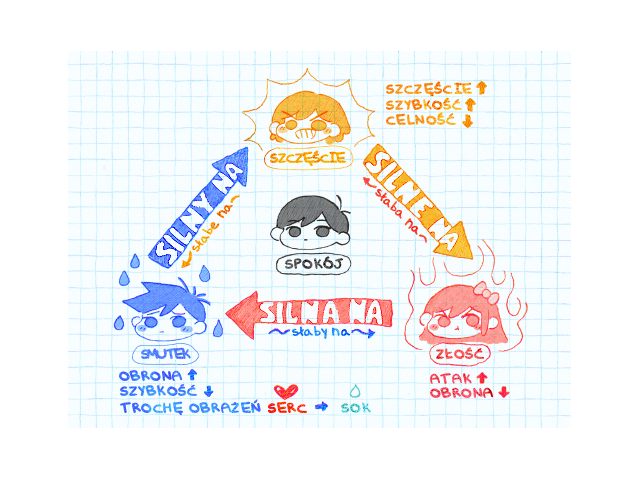 SZCZĘŚCIE
SZYBKOŚĆ
CELNOŚĆ
SZCZĘŚCIE
SILNY NA
słabe na
SILNE NA
słaba na
SPOKÓJ
SILNA NA
słaby na
SMUTEK
ZŁOŚĆ
OBRONA
SZYBKOŚĆ
TROCHĘ OBRAŻEŃ SERC → SOK
ATAK
OBRONA